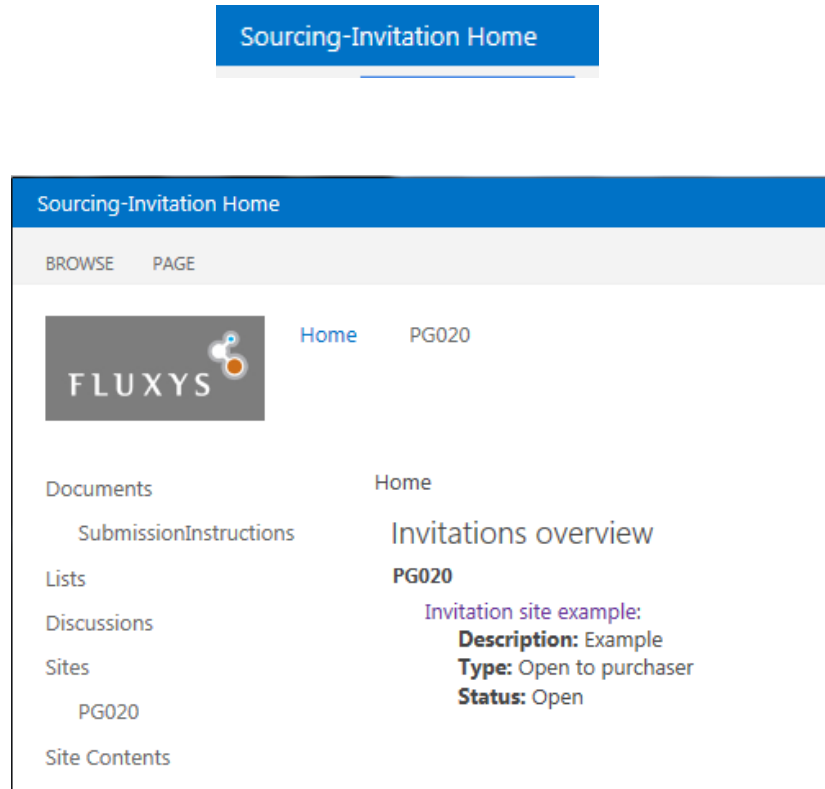 Sourcing-Invitation Home
Sourcing-Invitation Home
BROWSE PAGE
FLUXYS
Home PG020
Documents
SubmissionInstructions
Lists
Discussions
Sites
PG020
Site Contents
Home
Invitations overview
PG020
Invitation site example:
Description: Example
Type: Open to purchaser
Status: Open